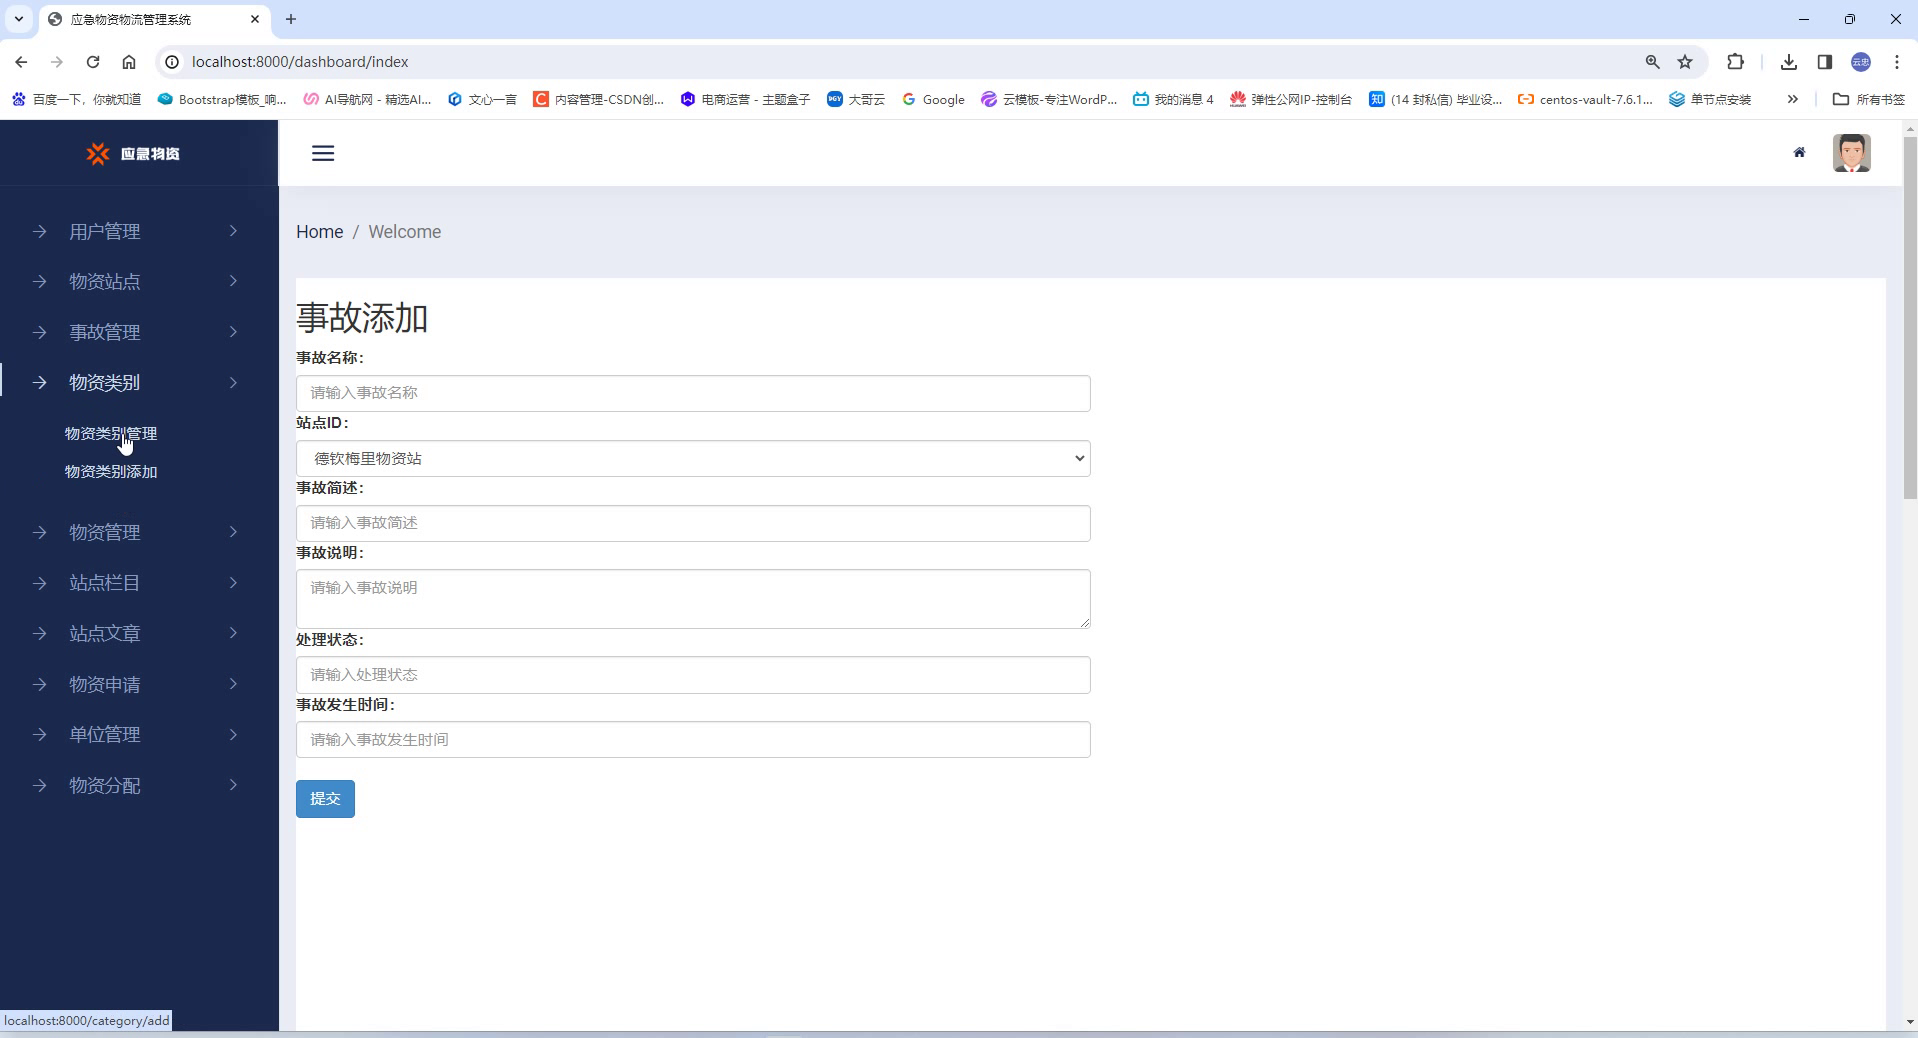 应急物资物流管理系统
localhost:8000/dashboard/index
百度一下，你就知道
Bootstrap模板_响...
AI导航网 - 精选AI...
文心一言
内容管理-CSDN创...
电商运营 - 主题盒子
大哥云
Google
云模板-专注WordP...
我的消息 4
弹性公网IP-控制台
(14 封私信) 毕业设...
centos-vault-7.6.1...
单节点安装
所有书签
应急物资
用户管理
物资站点
事故管理
物资类别
物资类别管理
物资类别添加
物资管理
站点栏目
站点文章
物资申请
单位管理
物资分配
Home / Welcome
事故添加
事故名称:
请输入事故名称
站点ID:
德钦梅里物资站
事故简述:
请输入事故简述
事故说明:
请输入事故说明
处理状态:
请输入处理状态
事故发生时间:
请输入事故发生时间
提交
localhost:8000/category/add